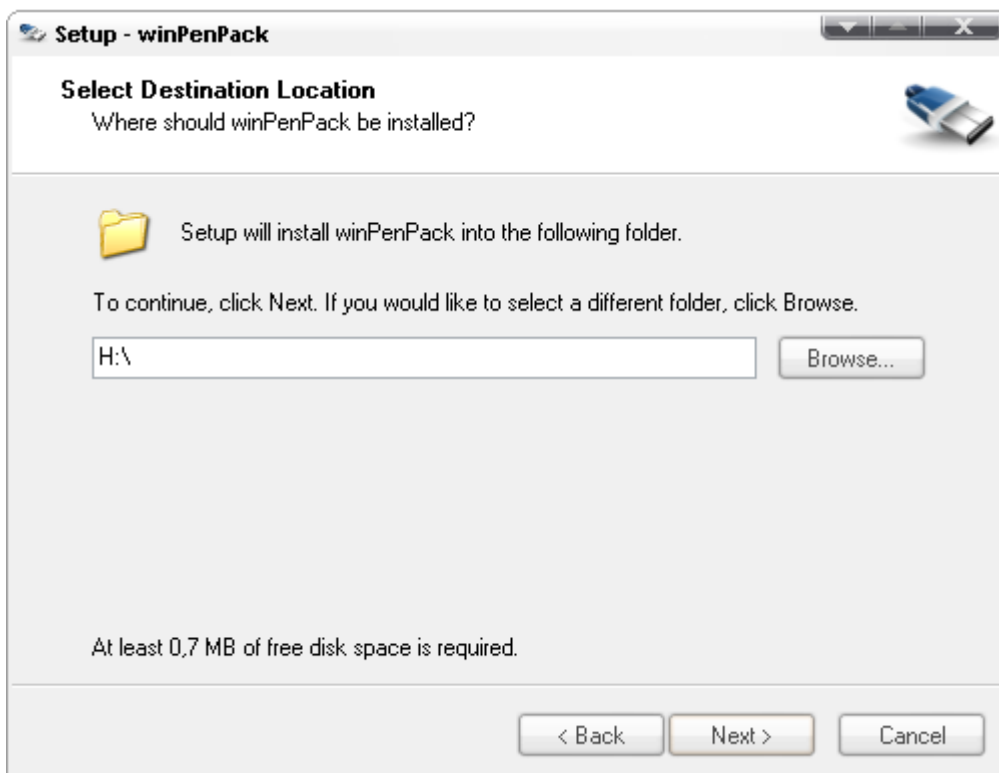 Setup - winPenPack
Select Destination Location
Where should winPenPack be installed?
Setup will install winPenPack into the following folder.
To continue, click Next. If you would like to select a different folder, click Browse.
H:\
Browse...
At least 0,7 MB of free disk space is required.
< Back
Next >
Cancel